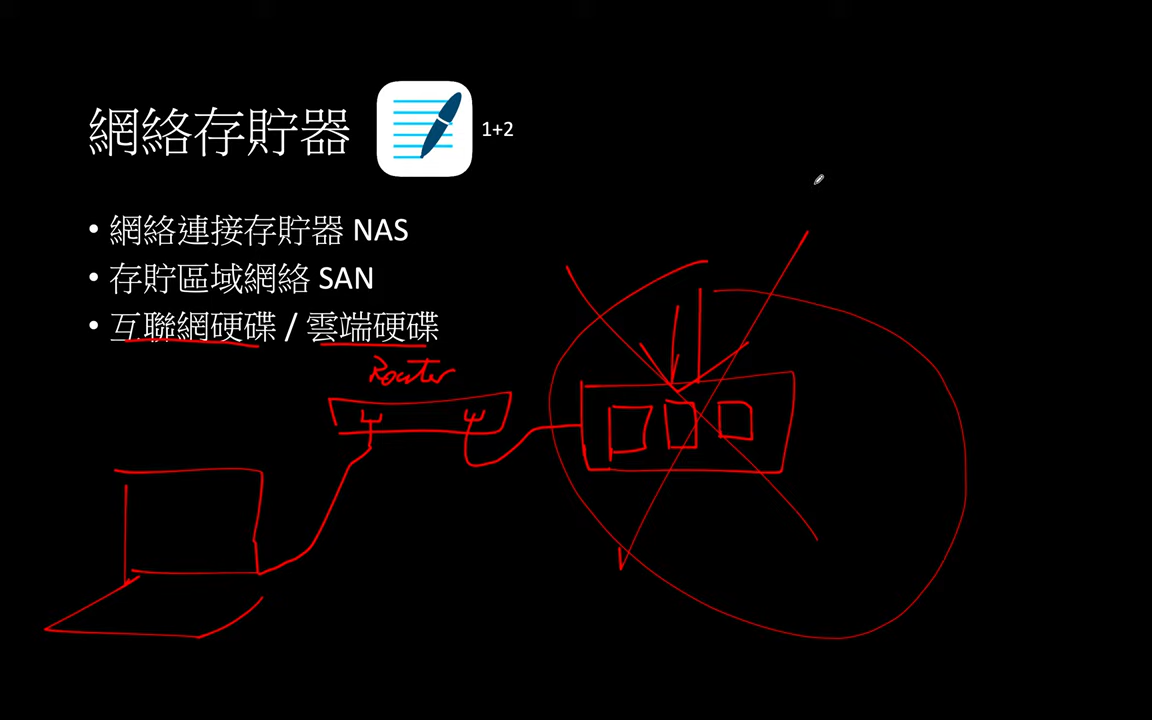 網絡存貯器 1+2
• 網絡連接存貯器 NAS
• 存貯區域網絡 SAN
• 互聯網硬碟 / 雲端硬碟
Router